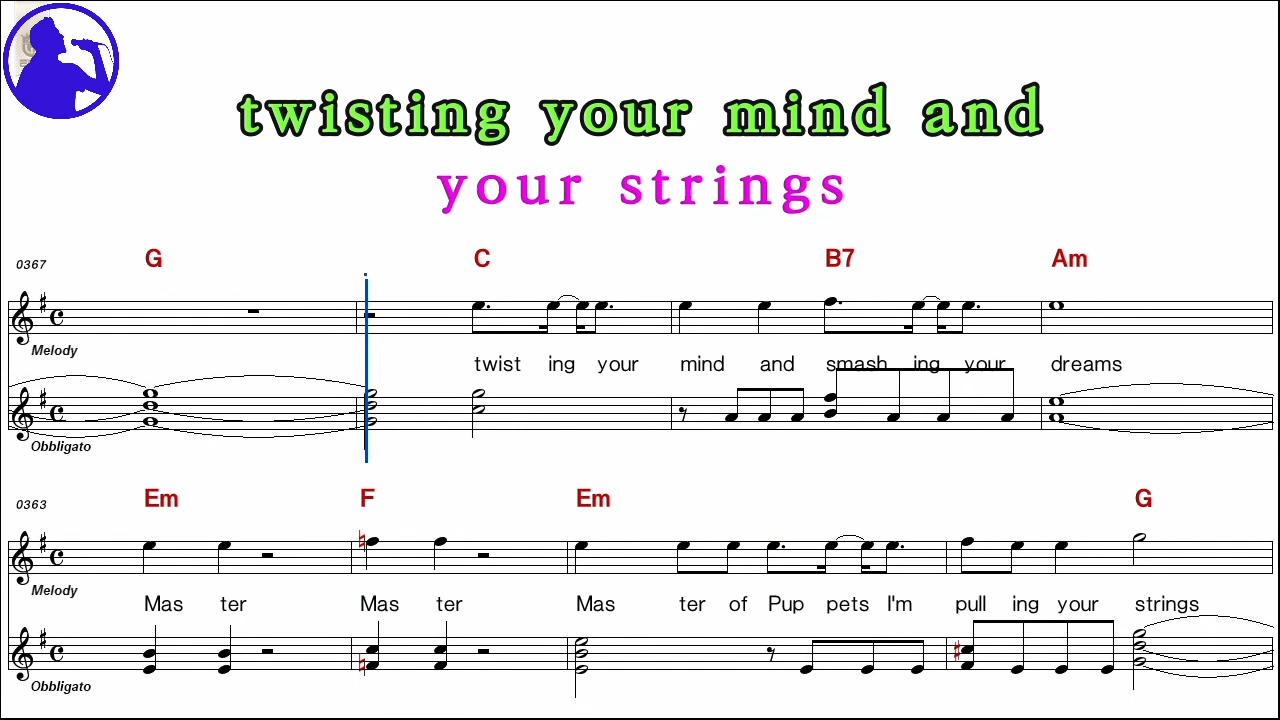 twisting your mind and
your strings
0367 G C B7 Am
Melody
twist ing your mind and smash ing your dreams
Obbligato
0363 Em F Em G
Melody
Mas ter Mas ter Mas ter of Pup pets I'm pull ing your strings
Obbligato